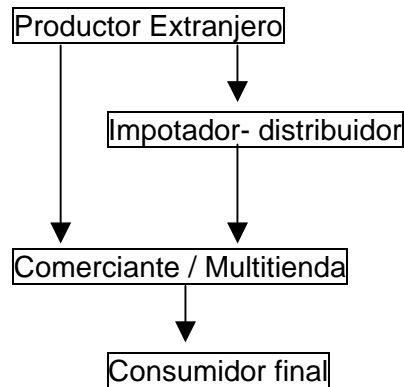 Productor Extranjero
Impotador- distribuidor
Comerciante / Multitienda
Consumidor final